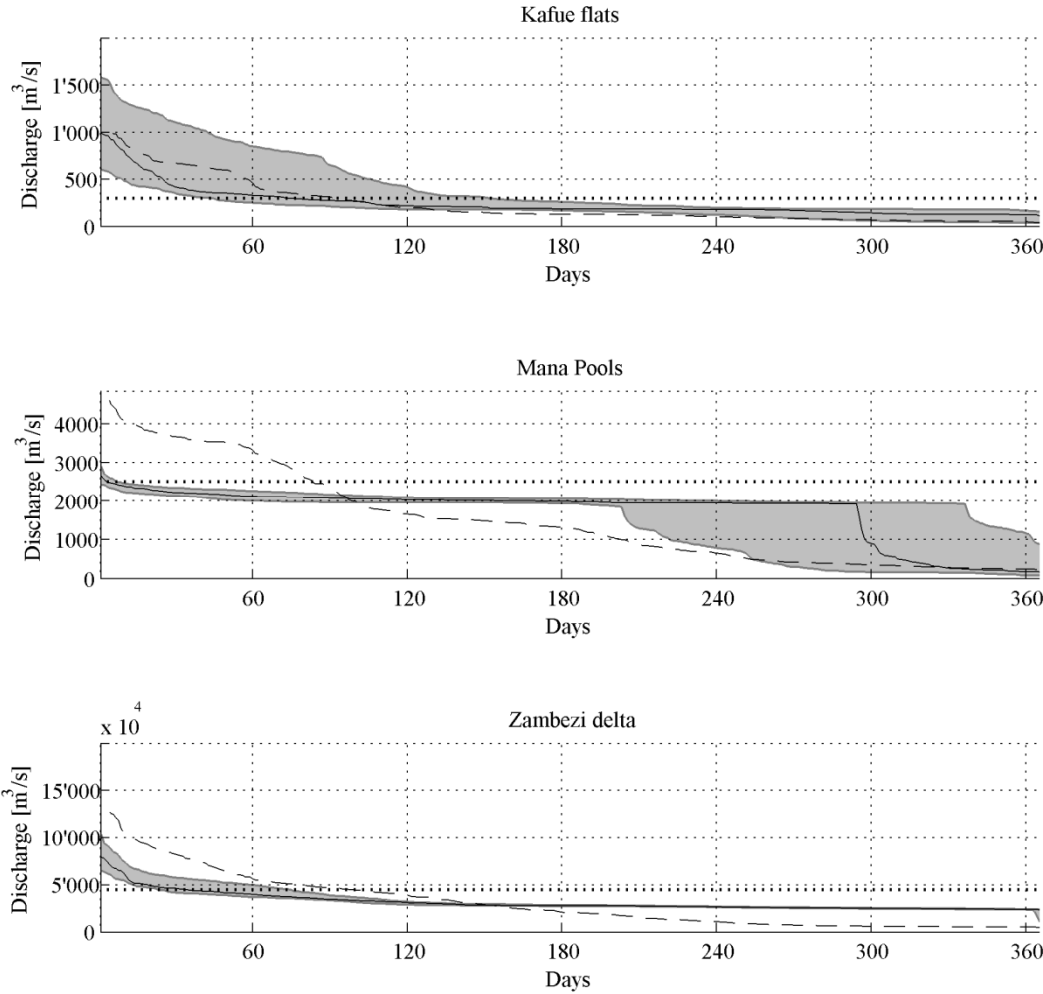 Kafue flats
Discharge [m³/s]
1'500
1'000
500
0
60 120 180 240 300 360
Days
Mana Pools
Discharge [m³/s]
4000
3000
2000
1000
0
60 120 180 240 300 360
Days
x 10⁴
Zambezi delta
Discharge [m³/s]
15'000
10'000
5'000
0
60 120 180 240 300 360
Days